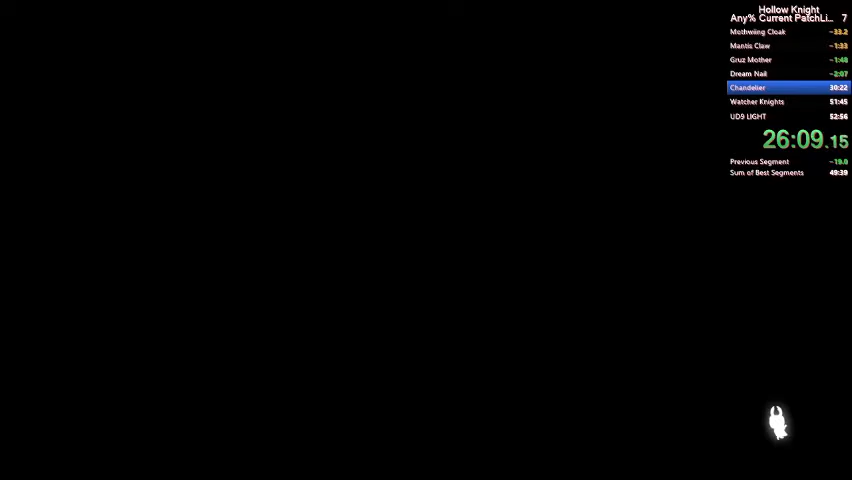 Hollow Knight
Any% Current PatchLi... 7
Mothwiing Cloak -33.2
Mantis Claw -1:33
Gruz Mother -1:48
Dream Nail -2:07
Chandelier 30:22
Watcher Knights 51:45
UD9 LIGHT 52:56
26:09.15
Previous Segment -19.0
Sum of Best Segments 49:39